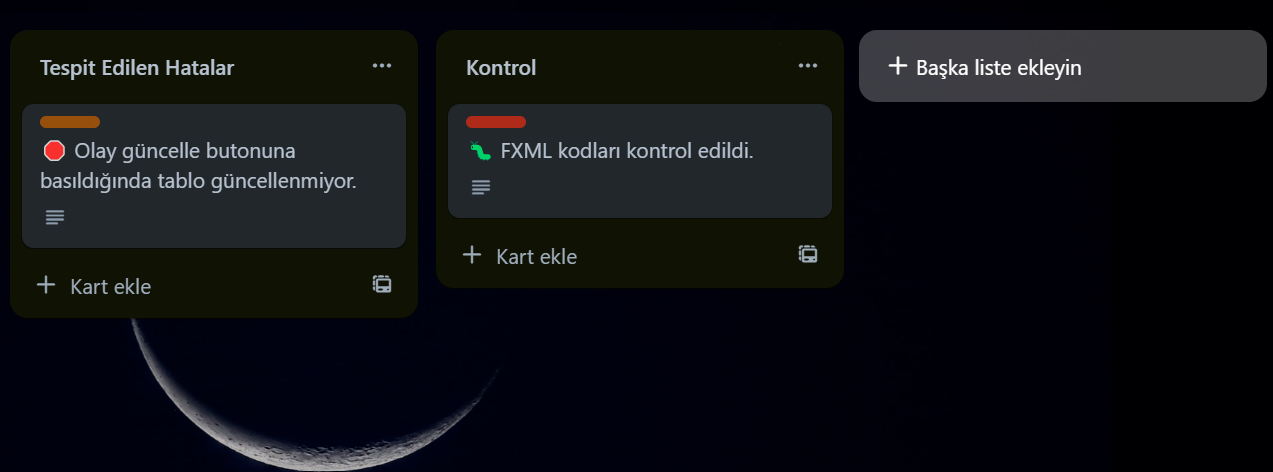 Tespit Edilen Hatalar
Olay güncelle butonuna
basıldığında tablo güncellenmiyor.
Kart ekle
Kontrol
FXML kodları kontrol edildi.
Kart ekle
Başka liste ekleyin